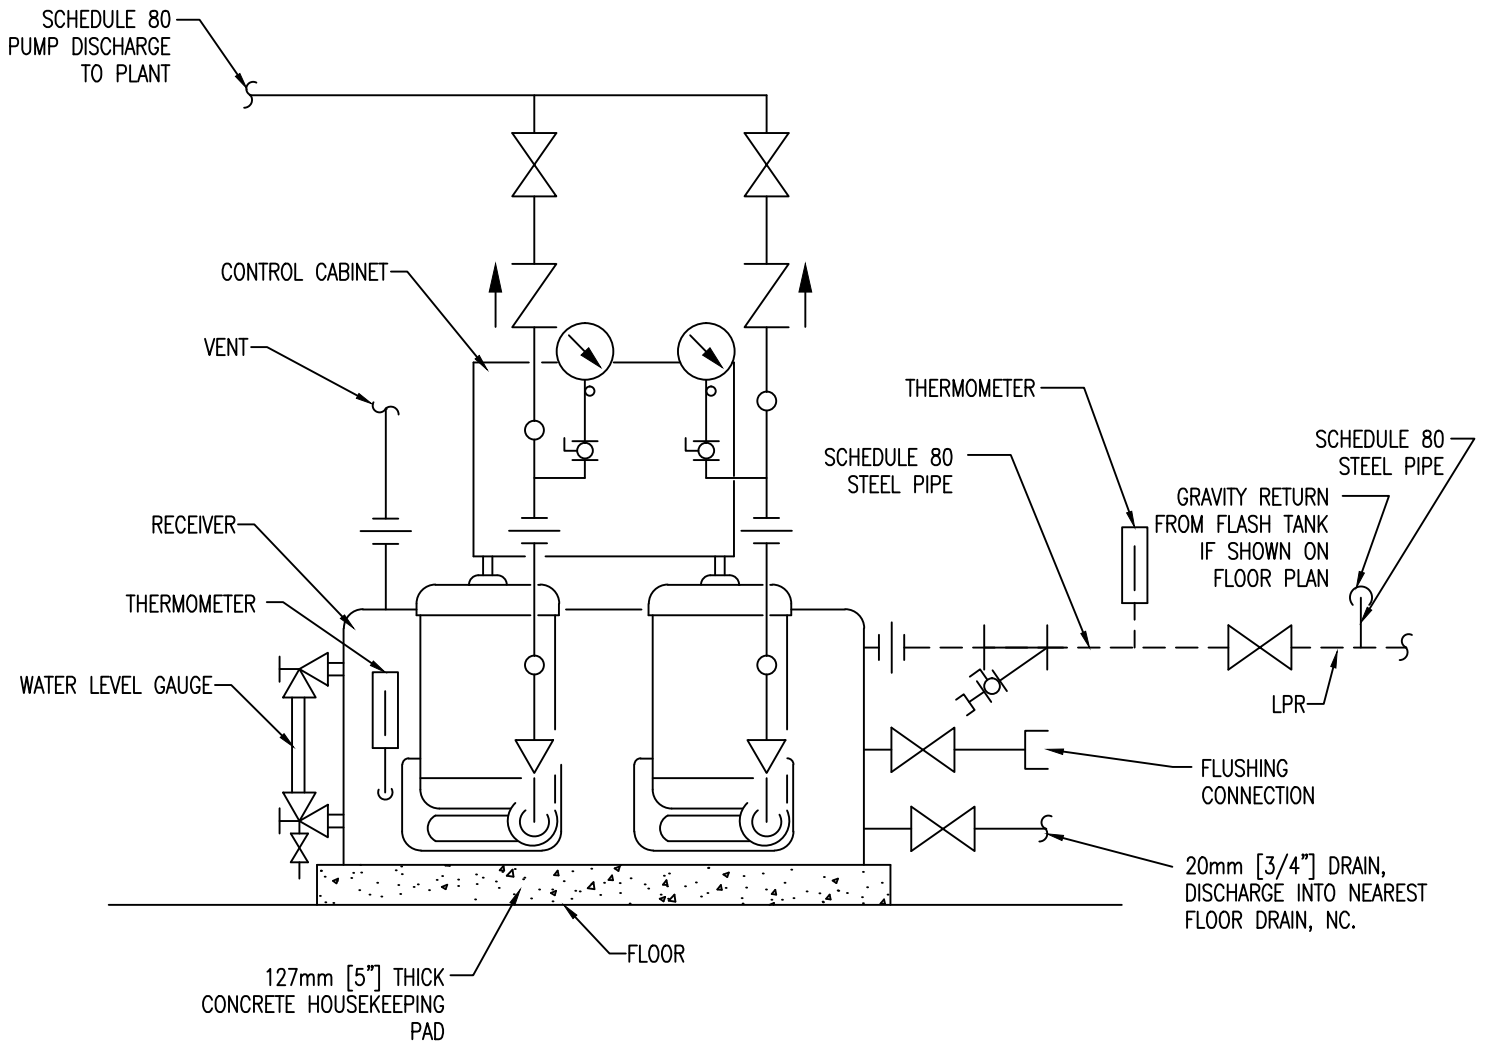 SCHEDULE 80
PUMP DISCHARGE
TO PLANT
CONTROL CABINET
VENT
THERMOMETER
SCHEDULE 80
STEEL PIPE
SCHEDULE 80
STEEL PIPE
GRAVITY RETURN
FROM FLASH TANK
IF SHOWN ON
FLOOR PLAN
RECEIVER
THERMOMETER
WATER LEVEL GAUGE
LPR
FLUSHING
CONNECTION
20mm [3/4"] DRAIN,
DISCHARGE INTO NEAREST
FLOOR DRAIN, NC.
FLOOR
127mm [5"] THICK
CONCRETE HOUSEKEEPING
PAD